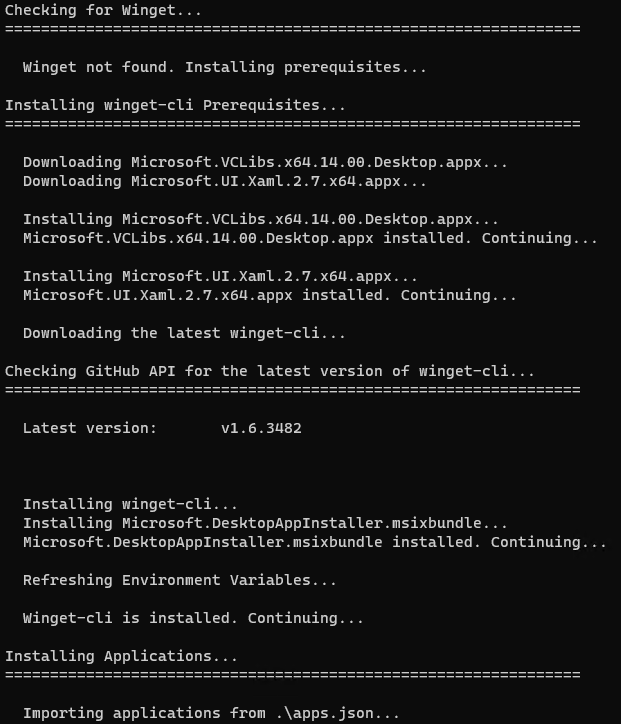 Checking for Winget...
================================================================
Winget not found. Installing prerequisites...
Installing winget-cli Prerequisites...
================================================================
Downloading Microsoft.VCLibs.x64.14.00.Desktop.appx...
Downloading Microsoft.UI.Xaml.2.7.x64.appx...
Installing Microsoft.VCLibs.x64.14.00.Desktop.appx...
Microsoft.VCLibs.x64.14.00.Desktop.appx installed. Continuing...
Installing Microsoft.UI.Xaml.2.7.x64.appx...
Microsoft.UI.Xaml.2.7.x64.appx installed. Continuing...
Downloading the latest winget-cli...
Checking GitHub API for the latest version of winget-cli...
================================================================
Latest version:       v1.6.3482
Installing winget-cli...
Installing Microsoft.DesktopAppInstaller.msixbundle...
Microsoft.DesktopAppInstaller.msixbundle installed. Continuing...
Refreshing Environment Variables...
Winget-cli is installed. Continuing...
Installing Applications...
================================================================
Importing applications from .\apps.json...